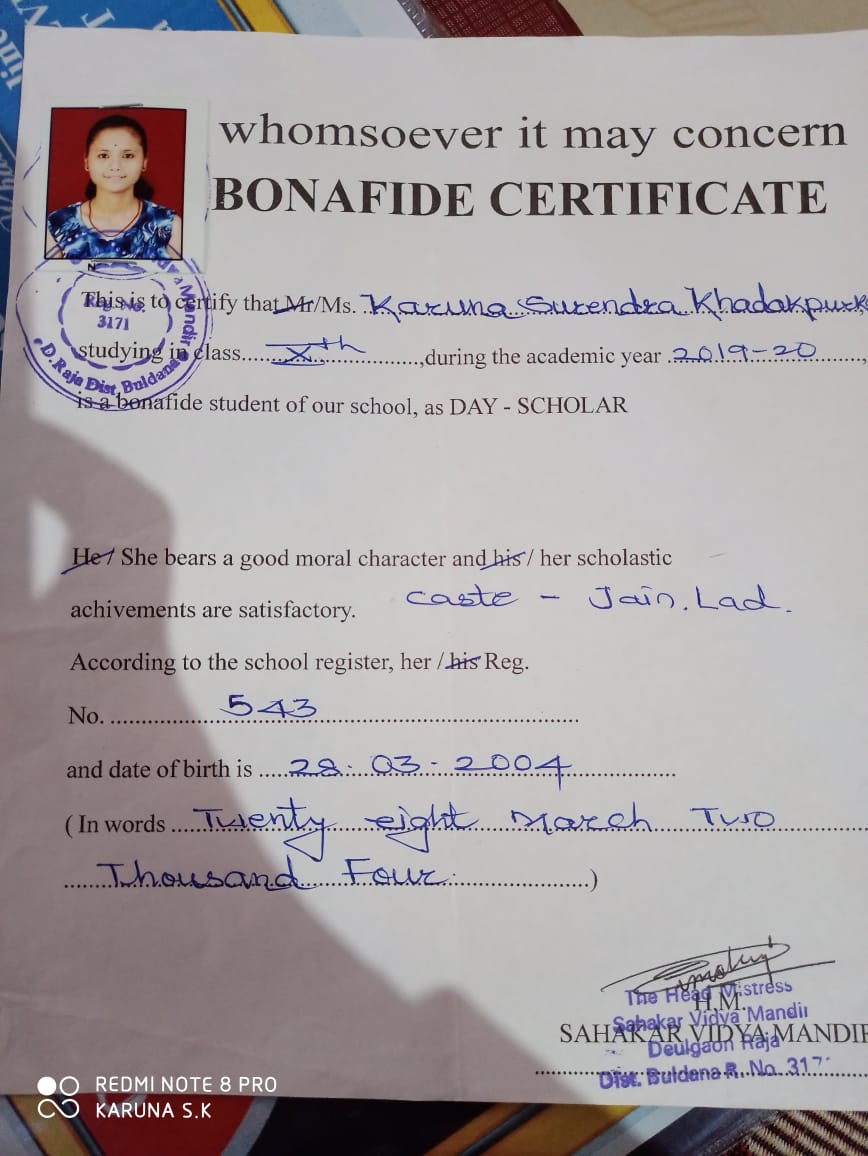 whomsoever it may concern
BONAFIDE CERTIFICATE
This is to certify that Mr/Ms. Karuna Surendra Khadakpurk
studying in class......Xth......,during the academic year .2019-20......,
is a bonafide student of our school, as DAY - SCHOLAR
Reg. No.
3171
Mandir
D.Raja Dist. Buldana
He / She bears a good moral character and his / her scholastic
achivements are satisfactory. caste - Jain. Lad.
According to the school register, her / his Reg.
No. ......543......
and date of birth is .....28. 03 - 2004......
( In words .... Twenty eight March Two
Thousand Four. ......)
The Head Mistress
H.M.
Sahakar Vidya Mandir
SAHAKAR VIDYA MANDIR
Deulgaon Raja
Dist. Buldana R. No. 317
REDMI NOTE 8 PRO
KARUNA S.K